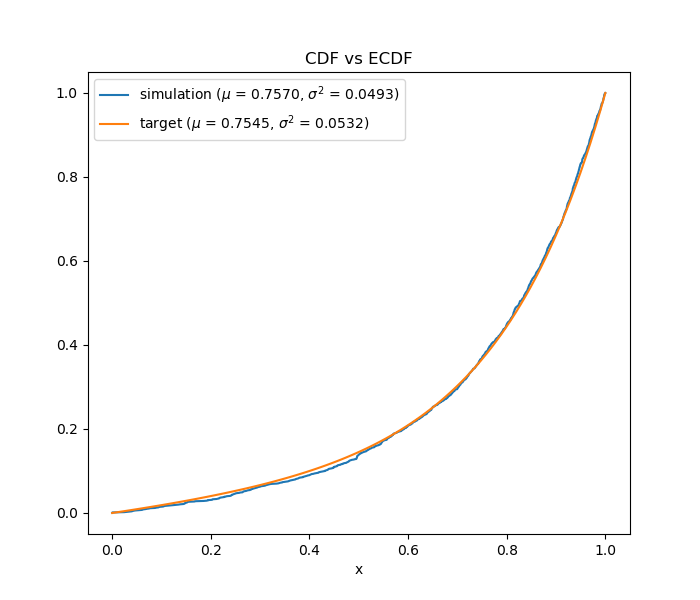 CDF vs ECDF
simulation (μ = 0.7570, σ² = 0.0493)
target (μ = 0.7545, σ² = 0.0532)
1.0
0.8
0.6
0.4
0.2
0.0
0.0 0.2 0.4 0.6 0.8 1.0
x